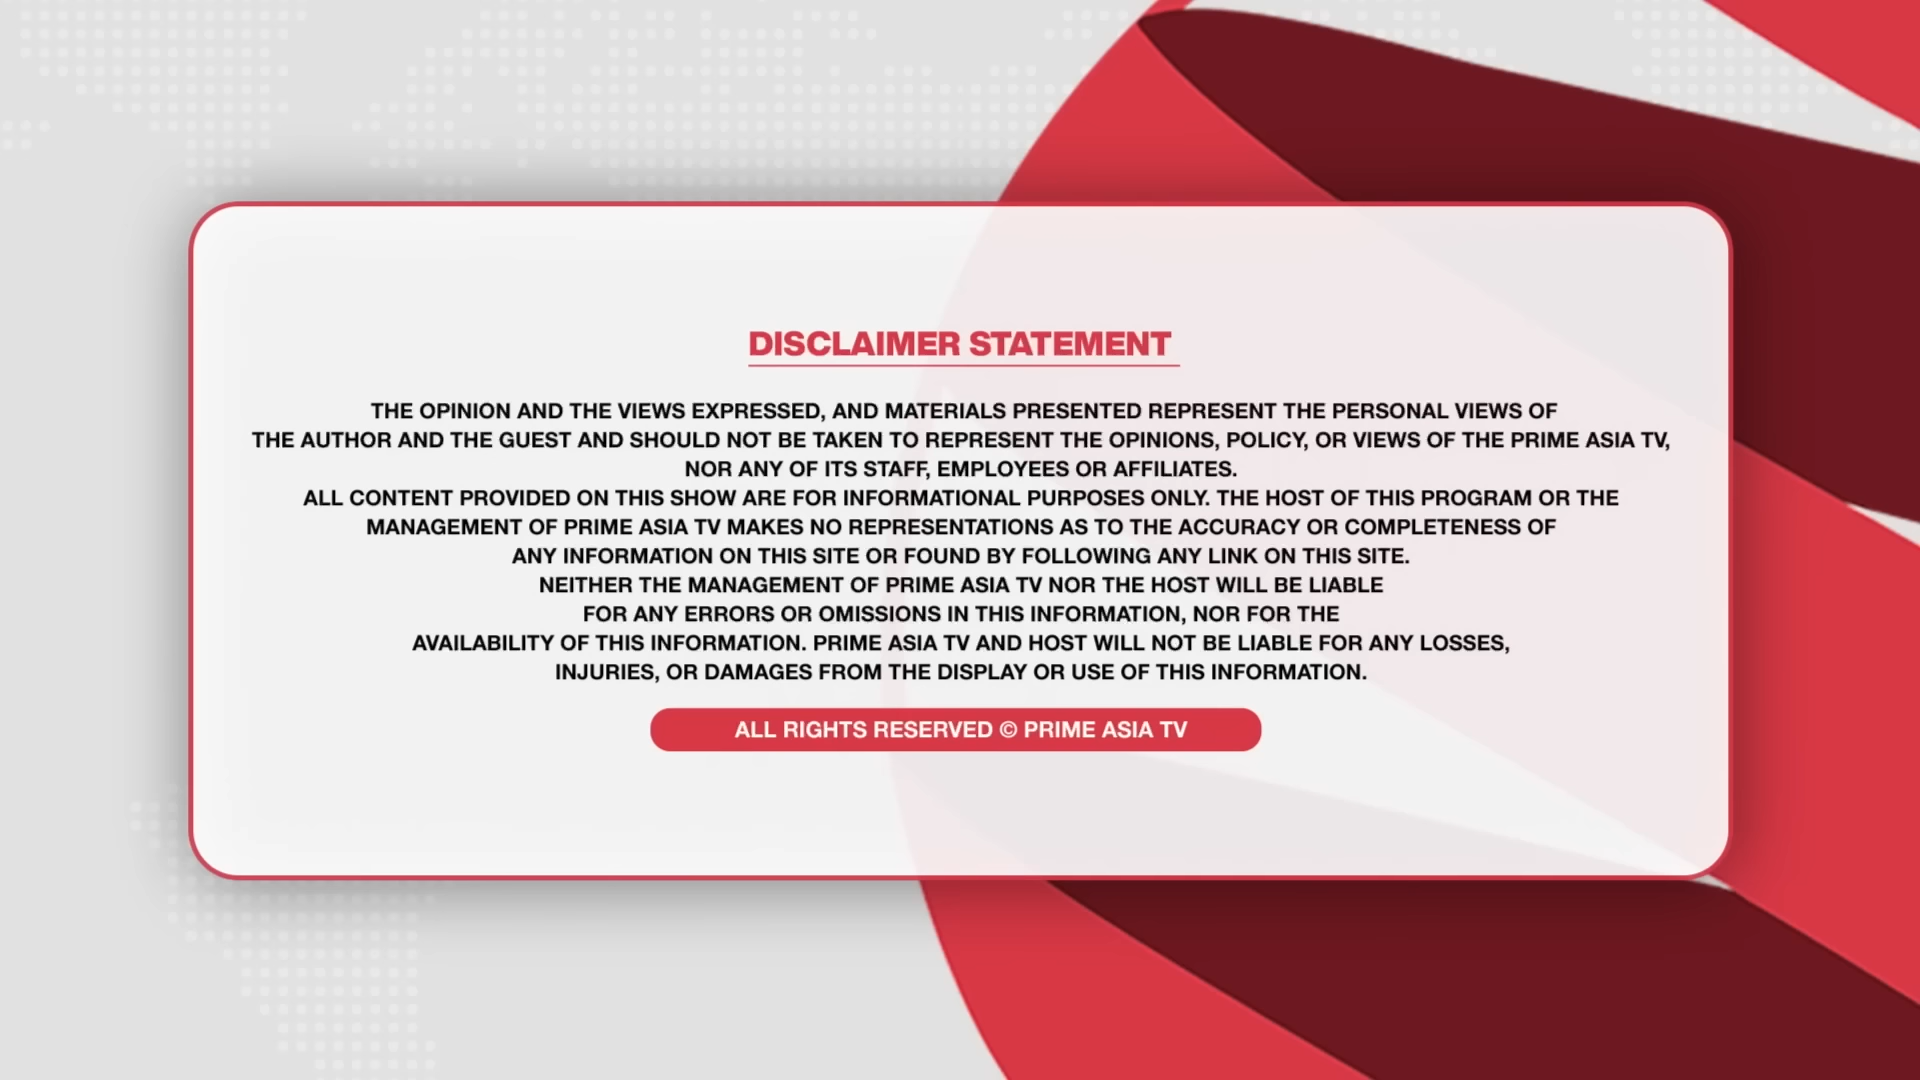 DISCLAIMER STATEMENT
THE OPINION AND THE VIEWS EXPRESSED, AND MATERIALS PRESENTED REPRESENT THE PERSONAL VIEWS OF
THE AUTHOR AND THE GUEST AND SHOULD NOT BE TAKEN TO REPRESENT THE OPINIONS, POLICY, OR VIEWS OF THE PRIME ASIA TV,
NOR ANY OF ITS STAFF, EMPLOYEES OR AFFILIATES.
ALL CONTENT PROVIDED ON THIS SHOW ARE FOR INFORMATIONAL PURPOSES ONLY. THE HOST OF THIS PROGRAM OR THE
MANAGEMENT OF PRIME ASIA TV MAKES NO REPRESENTATIONS AS TO THE ACCURACY OR COMPLETENESS OF
ANY INFORMATION ON THIS SITE OR FOUND BY FOLLOWING ANY LINK ON THIS SITE.
NEITHER THE MANAGEMENT OF PRIME ASIA TV NOR THE HOST WILL BE LIABLE
FOR ANY ERRORS OR OMISSIONS IN THIS INFORMATION, NOR FOR THE
AVAILABILITY OF THIS INFORMATION. PRIME ASIA TV AND HOST WILL NOT BE LIABLE FOR ANY LOSSES,
INJURIES, OR DAMAGES FROM THE DISPLAY OR USE OF THIS INFORMATION.
ALL RIGHTS RESERVED © PRIME ASIA TV